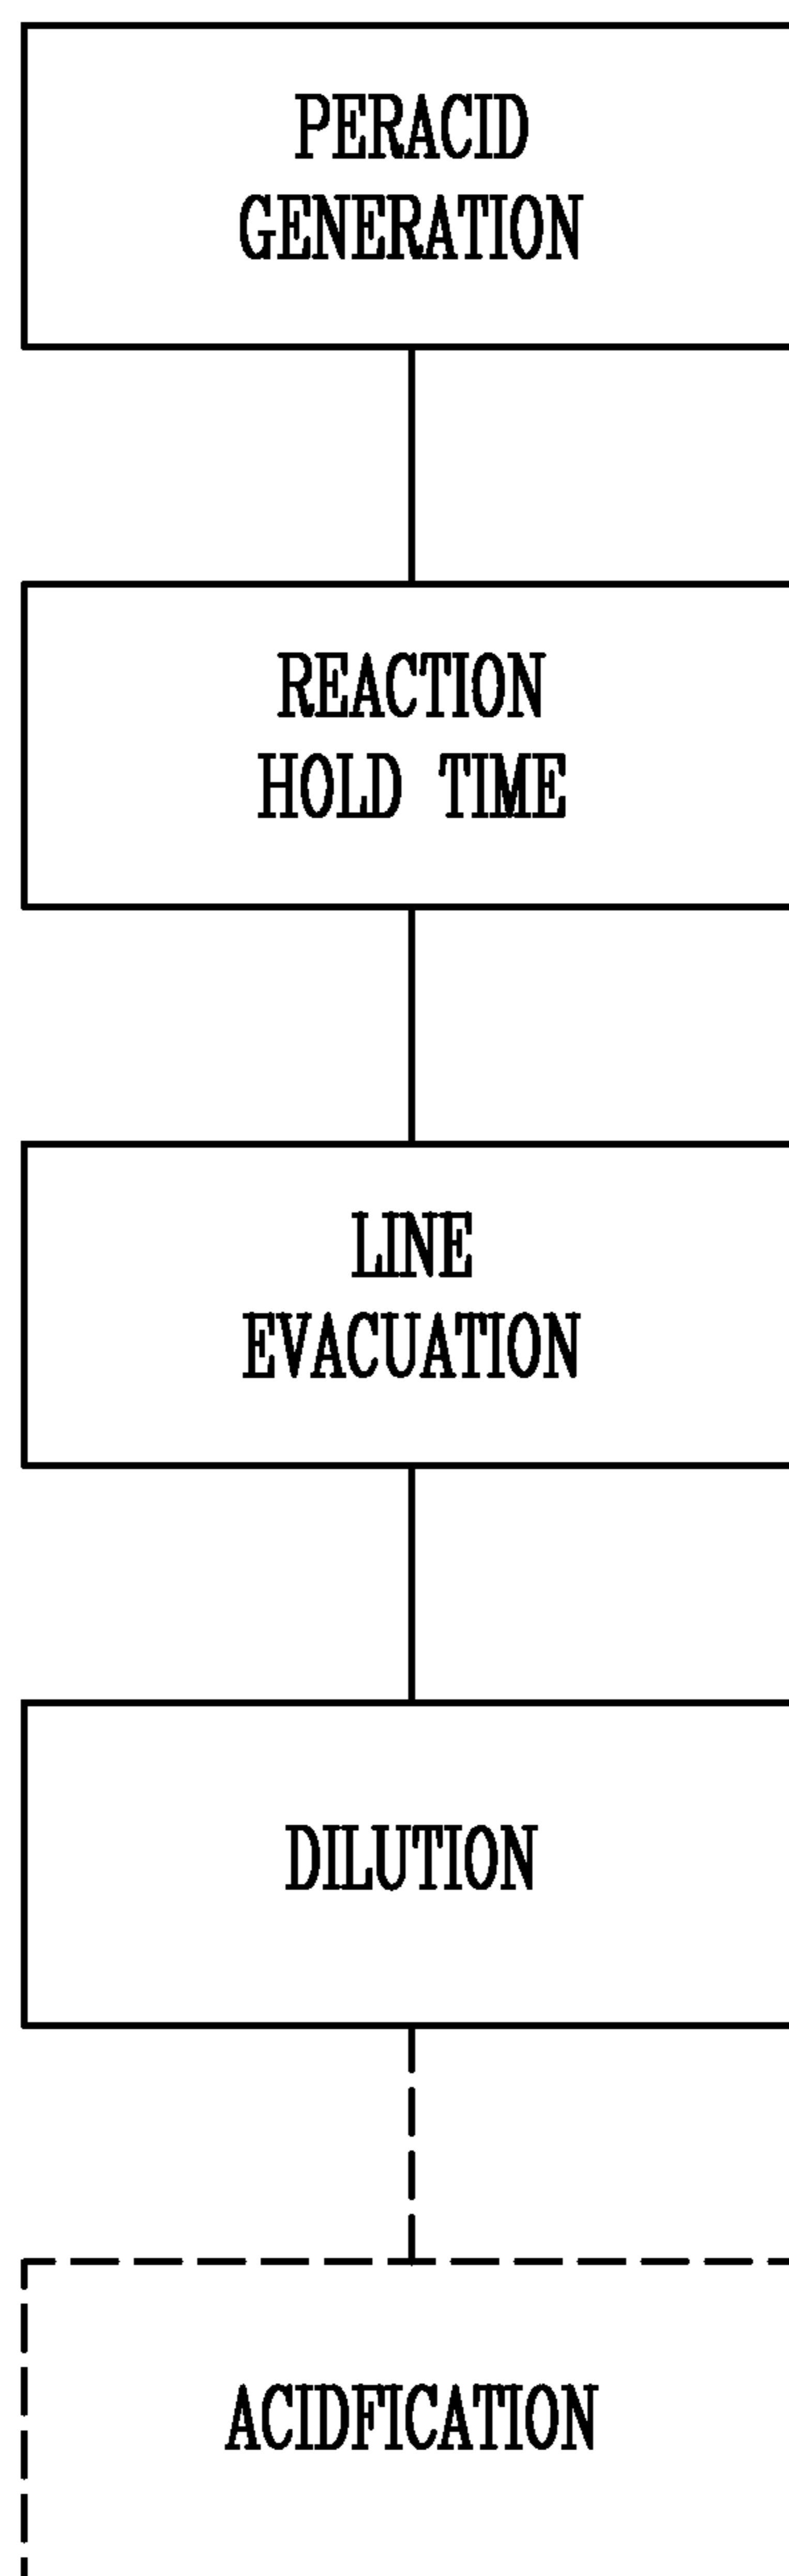 PERACID
GENERATION
REACTION
HOLD TIME
LINE
EVACUATION
DILUTION
ACIDFICATION